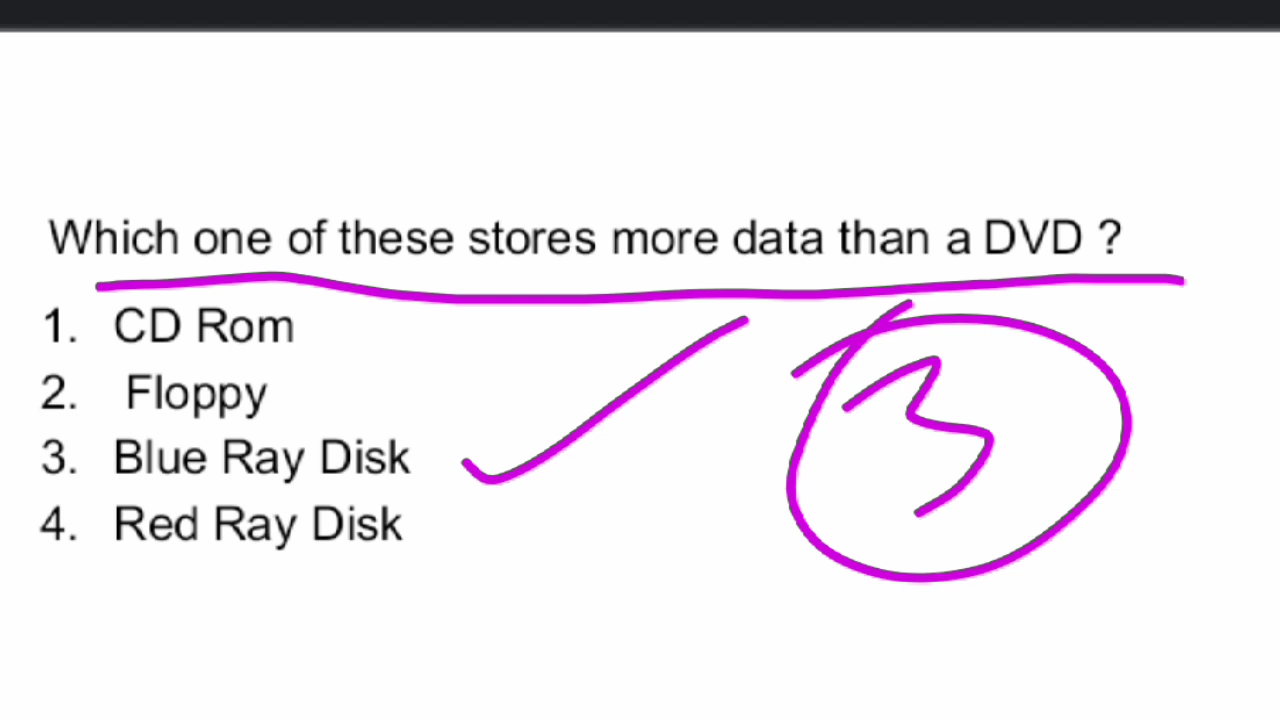 Which one of these stores more data than a DVD ?
1. CD Rom
2. Floppy
3. Blue Ray Disk
3
4. Red Ray Disk